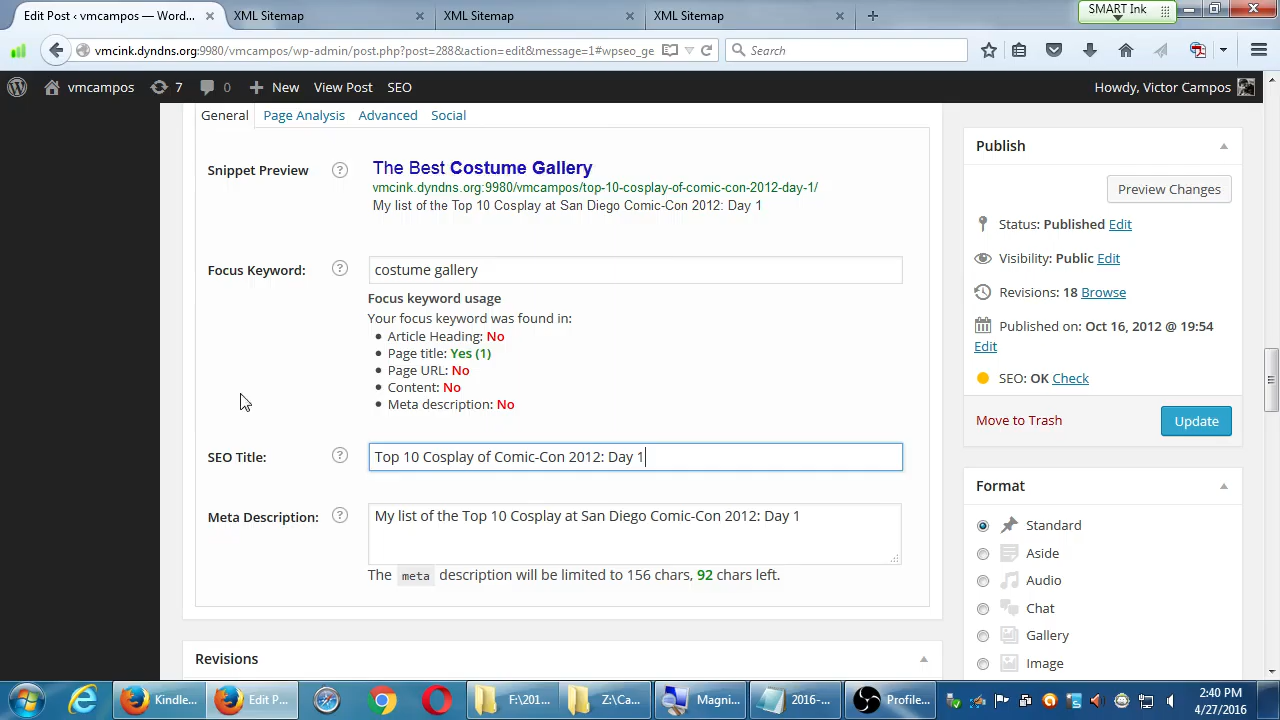 Edit Post ‹ vmcampos — Word...
XML Sitemap
XML Sitemap
XML Sitemap
SMART Ink
vmcink.dyndns.org:9980/vmcampos/wp-admin/post.php?post=288&action=edit&message=1#wpseo_ge
Search
vmcampos
7
0
New
View Post
SEO
Howdy, Victor Campos
General
Page Analysis
Advanced
Social
Snippet Preview
The Best Costume Gallery
vmcink.dyndns.org:9980/vmcampos/top-10-cosplay-of-comic-con-2012-day-1/
My list of the Top 10 Cosplay at San Diego Comic-Con 2012: Day 1
Focus Keyword:
costume gallery
Focus keyword usage
Your focus keyword was found in:
Article Heading: No
Page title: Yes (1)
Page URL: No
Content: No
Meta description: No
SEO Title:
Top 10 Cosplay of Comic-Con 2012: Day 1
Meta Description:
My list of the Top 10 Cosplay at San Diego Comic-Con 2012: Day 1
The meta description will be limited to 156 chars, 92 chars left.
Revisions
Publish
Preview Changes
Status: Published Edit
Visibility: Public Edit
Revisions: 18 Browse
Published on: Oct 16, 2012 @ 19:54
Edit
SEO: OK Check
Move to Trash
Update
Format
Standard
Aside
Audio
Chat
Gallery
Image
Kindle...
Edit P...
F:\201...
Z:\Ca...
Magni...
2016-...
Profile...
2:40 PM
4/27/2016